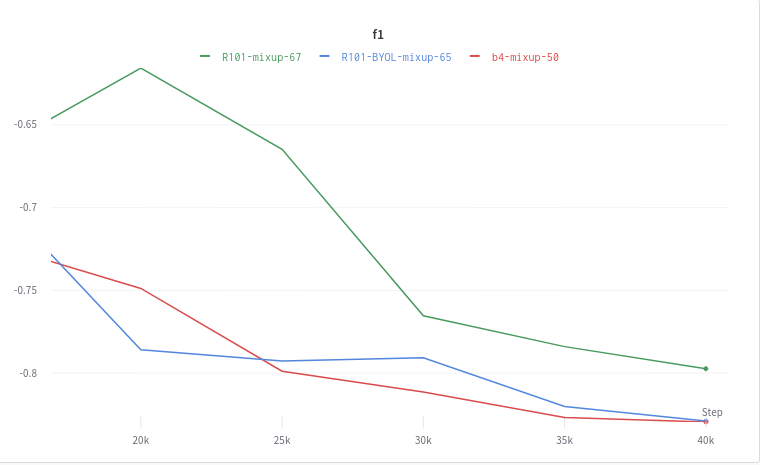 f1
R101-mixup-67 R101-BYOL-mixup-65 b4-mixup-50
-0.65
-0.7
-0.75
-0.8
Step
20k 25k 30k 35k 40k